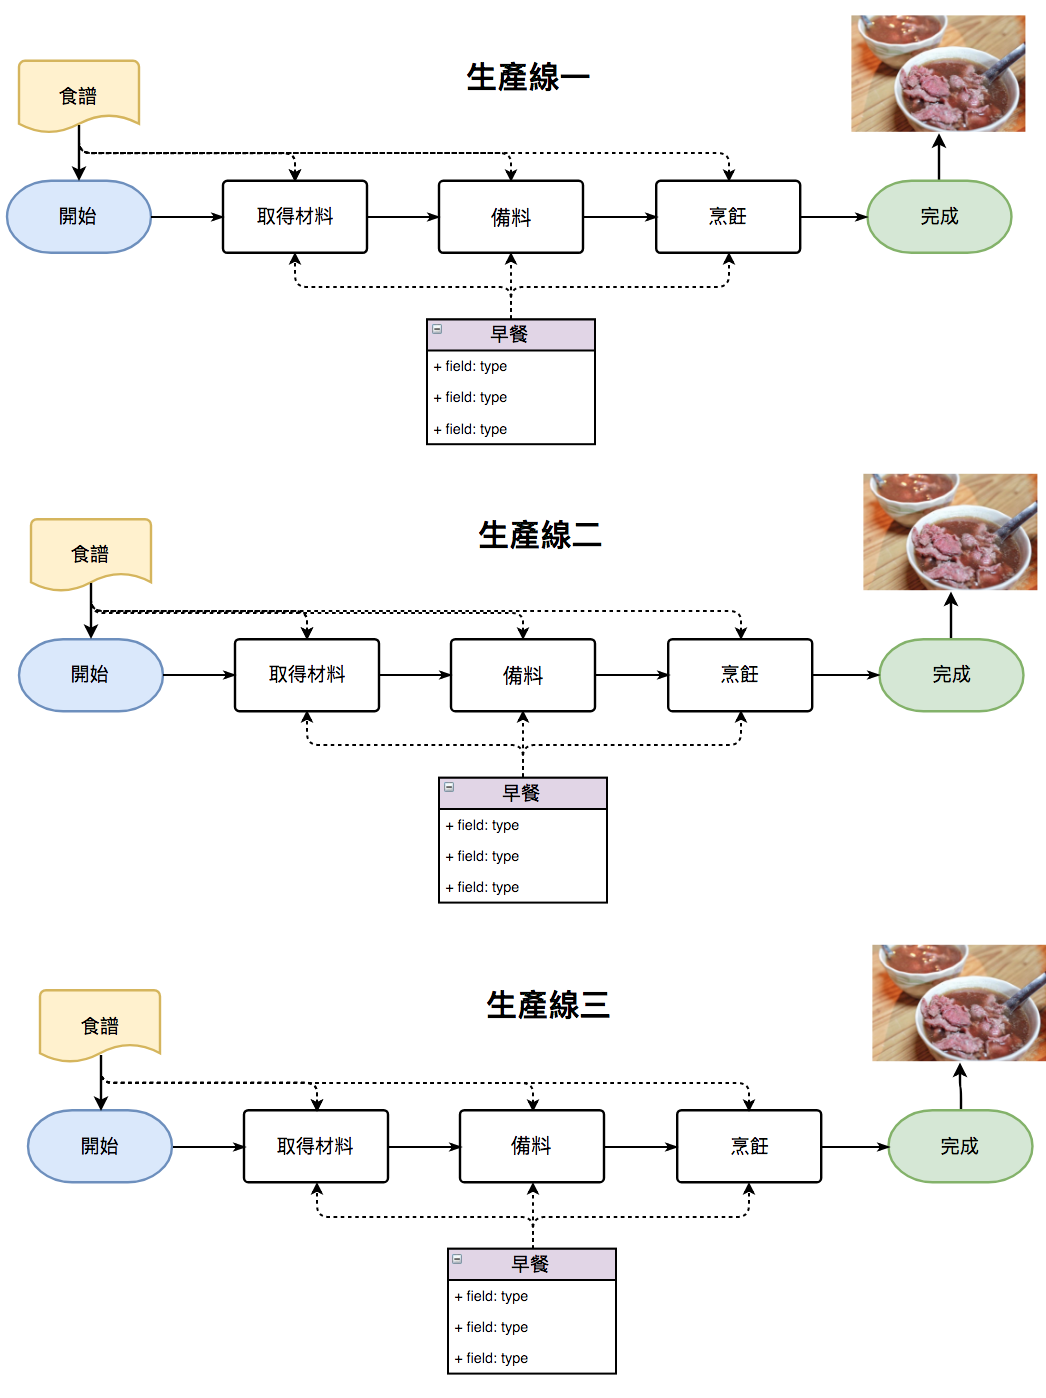 生產線一
食譜
開始
取得材料
備料
烹飪
完成
早餐
+ field: type
+ field: type
+ field: type
生產線二
食譜
開始
取得材料
備料
烹飪
完成
早餐
+ field: type
+ field: type
+ field: type
生產線三
食譜
開始
取得材料
備料
烹飪
完成
早餐
+ field: type
+ field: type
+ field: type